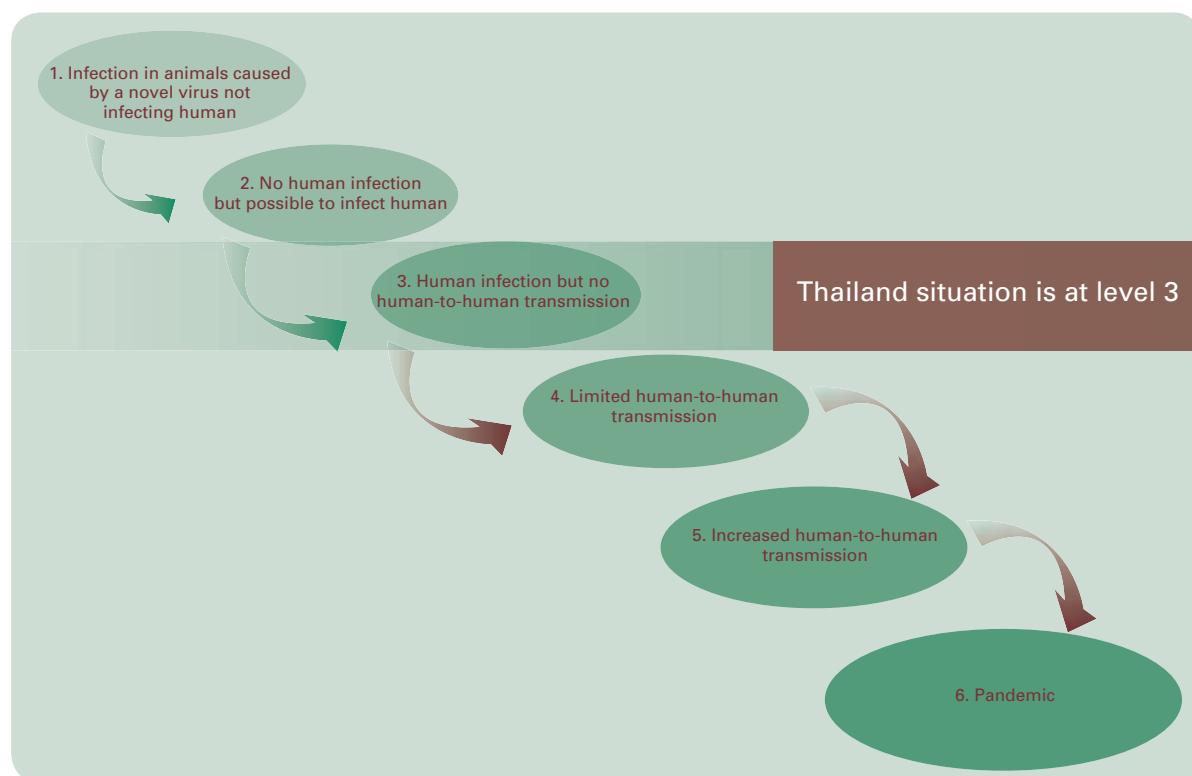 1. Infection in animals caused
by a novel virus not
infecting human
2. No human infection
but possible to infect human
3. Human infection but no
human-to-human transmission
Thailand situation is at level 3
4. Limited human-to-human
transmission
5. Increased human-to-human
transmission
6. Pandemic